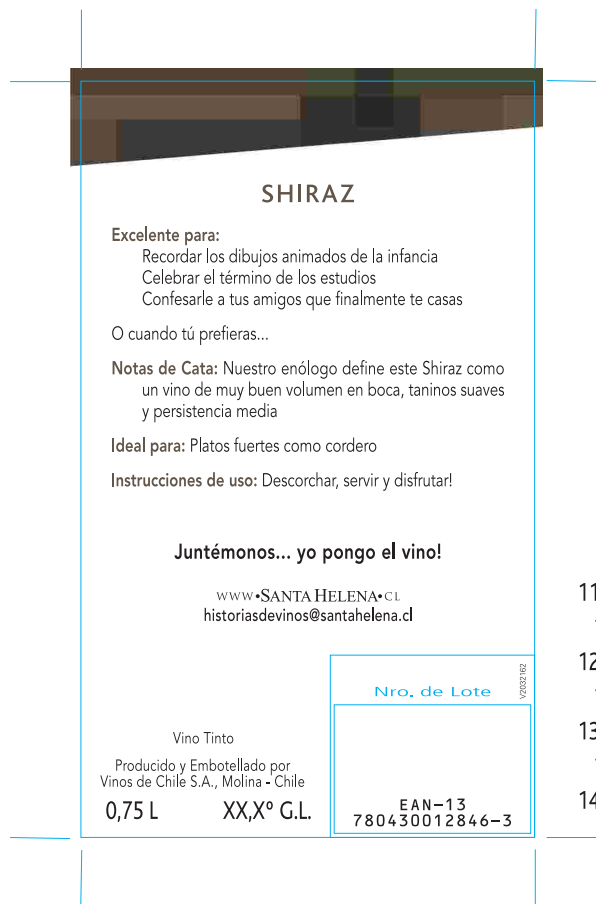 SHIRAZ
Excelente para:
Recordar los dibujos animados de la infancia
Celebrar el término de los estudios
Confesarle a tus amigos que finalmente te casas
O cuando tú prefieras...
Notas de Cata: Nuestro enólogo define este Shiraz como
un vino de muy buen volumen en boca, taninos suaves
y persistencia media
Ideal para: Platos fuertes como cordero
Instrucciones de uso: Descorchar, servir y disfrutar!
Juntémonos... yo pongo el vino!
WWW•SANTA HELENA•CL
historiasdevinos@santahelena.cl
Nro. de Lote
V2032162
Vino Tinto
Producido y Embotellado por
Vinos de Chile S.A., Molina - Chile
0,75 L XX,Xº G.L.
EAN-13
780430012846-3
11
12
13
14